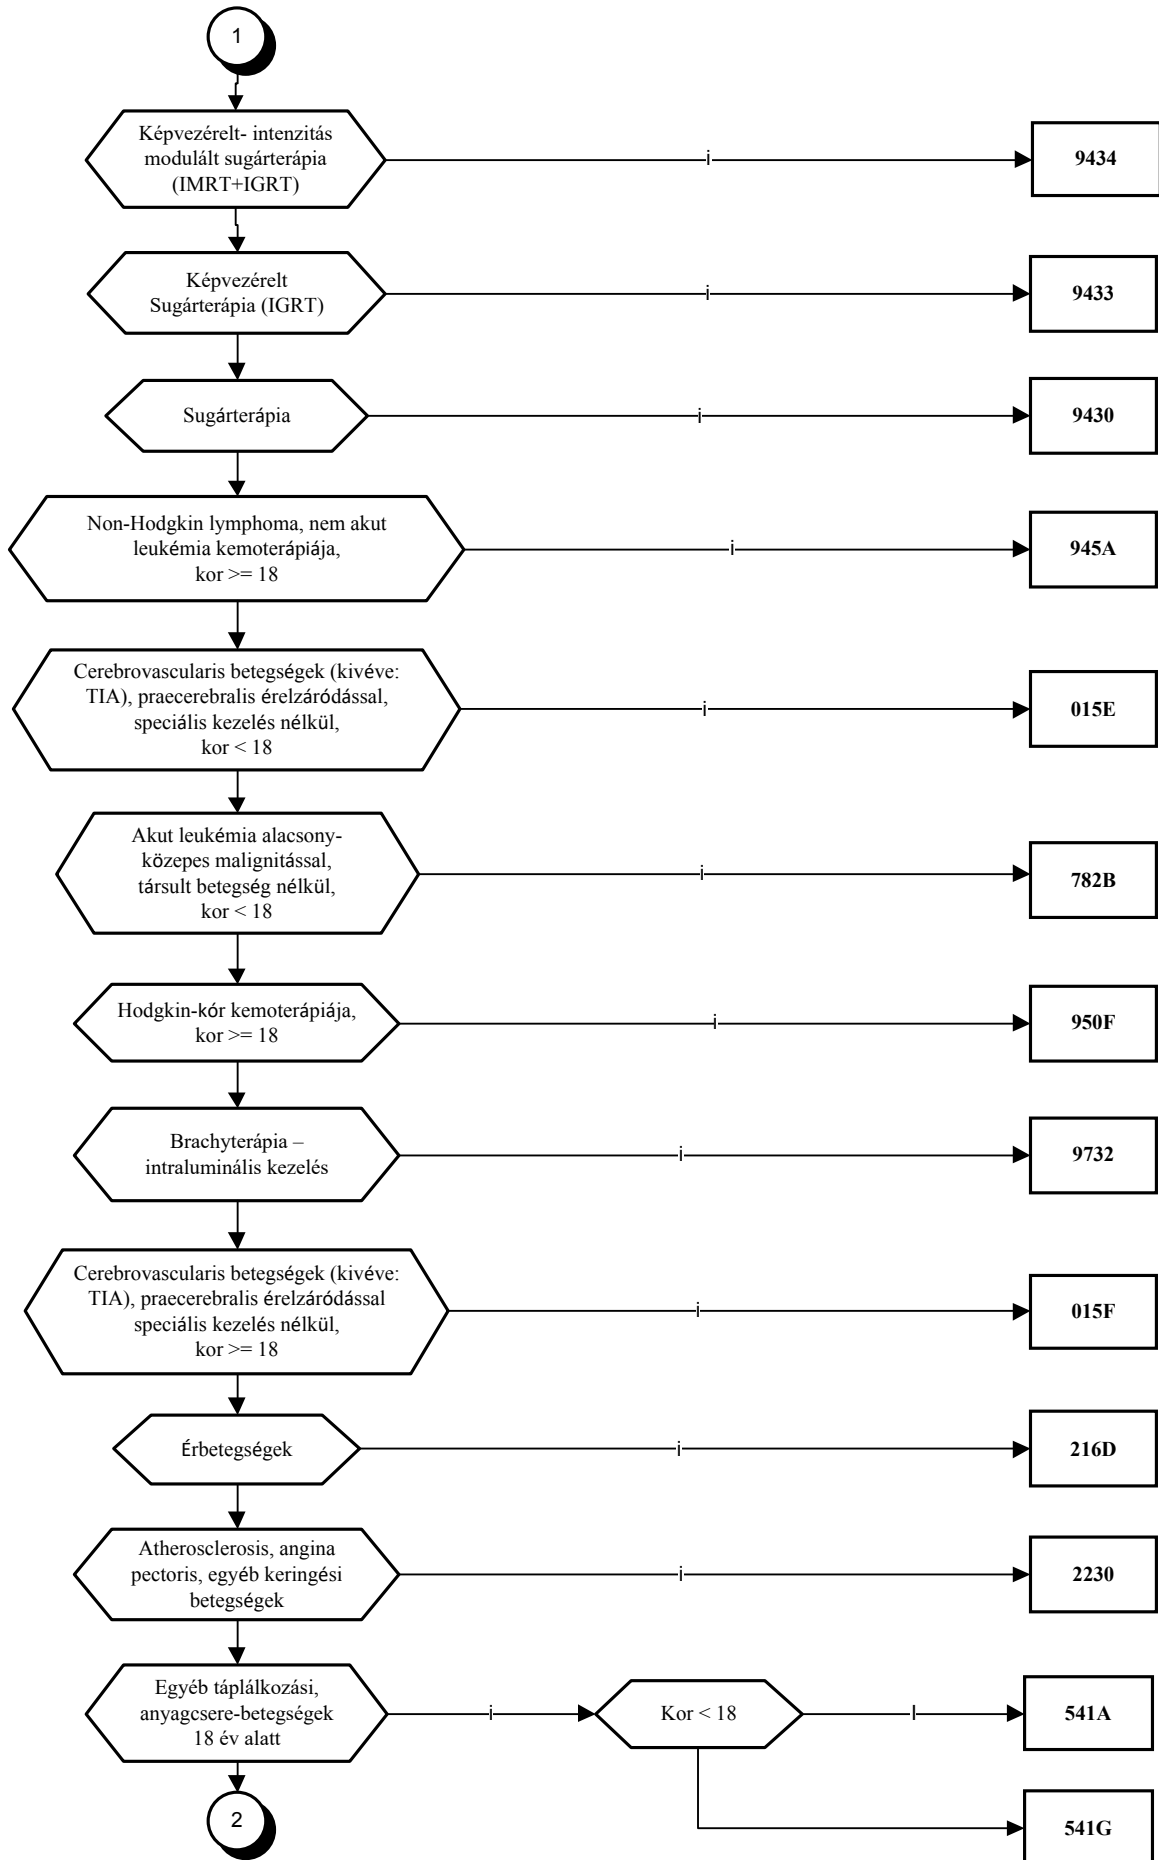 1
Képvezérelt- intenzitás
modulált sugárterápia
(IMRT+IGRT)
i
9434
Képvezérelt
Sugárterápia (IGRT)
i
9433
Sugárterápia
i
9430
Non-Hodgkin lymphoma, nem akut
leukémia kemoterápiája,
kor >= 18
i
945A
Cerebrovascularis betegségek (kivéve:
TIA), praecerebralis érelzáródással,
speciális kezelés nélkül,
kor < 18
i
015E
Akut leukémia alacsony-
közepes malignitással,
társult betegség nélkül,
kor < 18
i
782B
Hodgkin-kór kemoterápiája,
kor >= 18
i
950F
Brachyterápia –
intraluminális kezelés
i
9732
Cerebrovascularis betegségek (kivéve:
TIA), praecerebralis érelzáródással
speciális kezelés nélkül,
kor >= 18
i
015F
Érbetegségek
i
216D
Atherosclerosis, angina
pectoris, egyéb keringési
betegségek
i
2230
Egyéb táplálkozási,
anyagcsere-betegségek
18 év alatt
i
Kor < 18
I
541A
2
541G